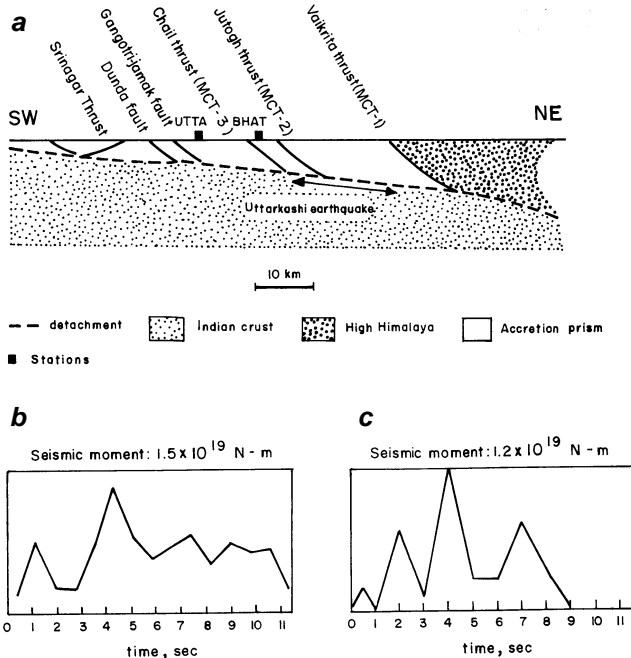 a
Srinagar Thrust
Dunda fault
Gangotri-jamak fault
Chail thrust (MCT-3)
Jutogh thrust (MCT-2)
Vaikrita thrust (MCT-1)
SW
UTTA
BHAT
NE
Uttarkashi earthquake
10 km
detachment
Indian crust
High Himalaya
Accretion prism
Stations
b
Seismic moment: 1.5 x 10 19 N - m
0 1 2 3 4 5 6 7 8 9 10 11
time, sec
c
Seismic moment: 1.2 x 10 19 N - m
0 1 2 3 4 5 6 7 8 9 10 11
time, sec